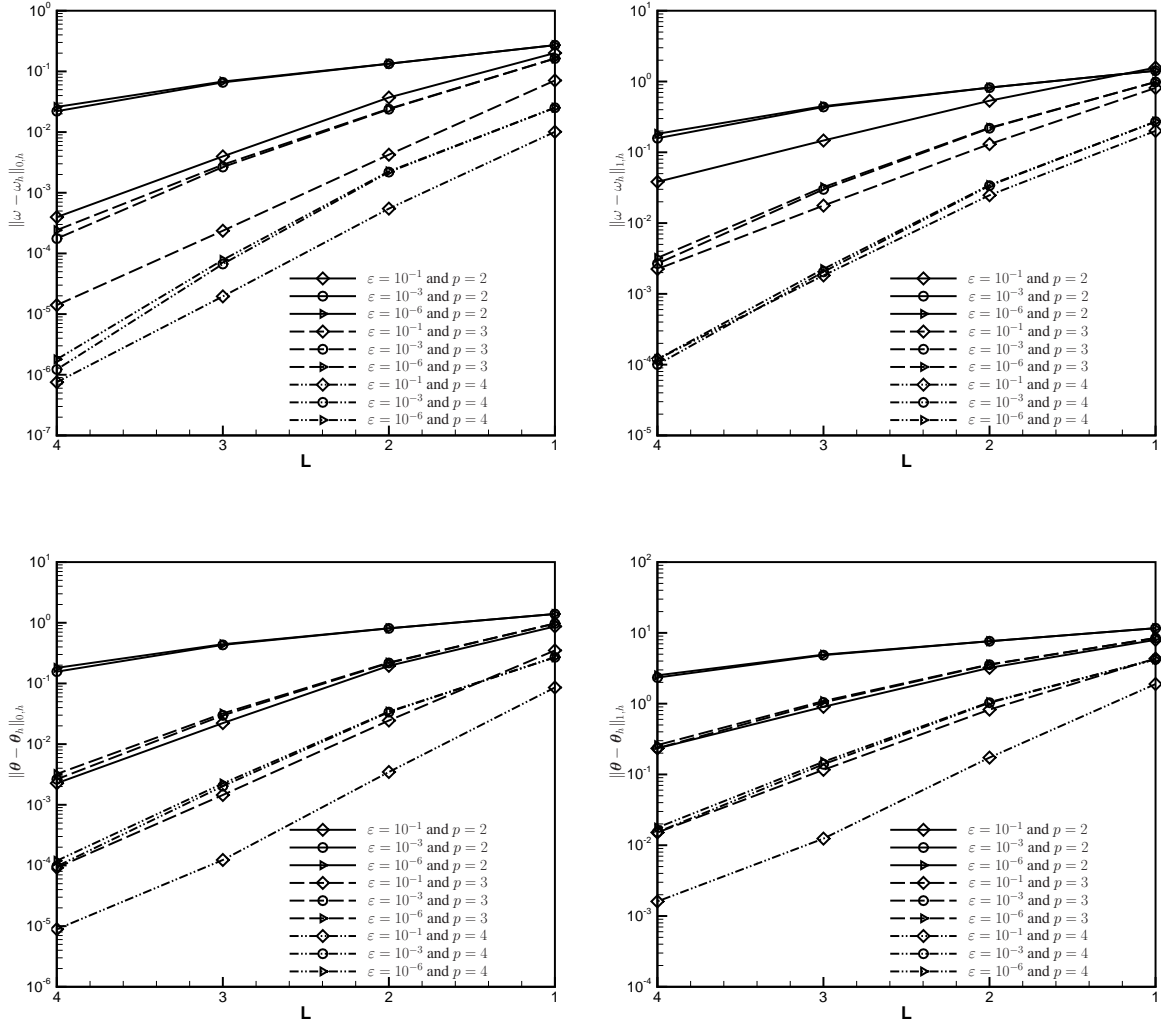 10^0
10^{-1}
10^{-2}
10^{-3}
10^{-4}
10^{-5}
10^{-6}
10^{-7}
‖ω − ω_h‖_{0,h}
ε = 10^{-1} and p = 2
ε = 10^{-3} and p = 2
ε = 10^{-6} and p = 2
ε = 10^{-1} and p = 3
ε = 10^{-3} and p = 3
ε = 10^{-6} and p = 3
ε = 10^{-1} and p = 4
ε = 10^{-3} and p = 4
ε = 10^{-6} and p = 4
4 3 2 1
L
10^1
10^0
10^{-1}
10^{-2}
10^{-3}
10^{-4}
10^{-5}
‖ω − ω_h‖_{1,h}
ε = 10^{-1} and p = 2
ε = 10^{-3} and p = 2
ε = 10^{-6} and p = 2
ε = 10^{-1} and p = 3
ε = 10^{-3} and p = 3
ε = 10^{-6} and p = 3
ε = 10^{-1} and p = 4
ε = 10^{-3} and p = 4
ε = 10^{-6} and p = 4
4 3 2 1
L
10^1
10^0
10^{-1}
10^{-2}
10^{-3}
10^{-4}
10^{-5}
10^{-6}
‖θ − θ_h‖_{0,h}
ε = 10^{-1} and p = 2
ε = 10^{-3} and p = 2
ε = 10^{-6} and p = 2
ε = 10^{-1} and p = 3
ε = 10^{-3} and p = 3
ε = 10^{-6} and p = 3
ε = 10^{-1} and p = 4
ε = 10^{-3} and p = 4
ε = 10^{-6} and p = 4
4 3 2 1
L
10^2
10^1
10^0
10^{-1}
10^{-2}
10^{-3}
10^{-4}
‖θ − θ_h‖_{1,h}
ε = 10^{-1} and p = 2
ε = 10^{-3} and p = 2
ε = 10^{-6} and p = 2
ε = 10^{-1} and p = 3
ε = 10^{-3} and p = 3
ε = 10^{-6} and p = 3
ε = 10^{-1} and p = 4
ε = 10^{-3} and p = 4
ε = 10^{-6} and p = 4
4 3 2 1
L